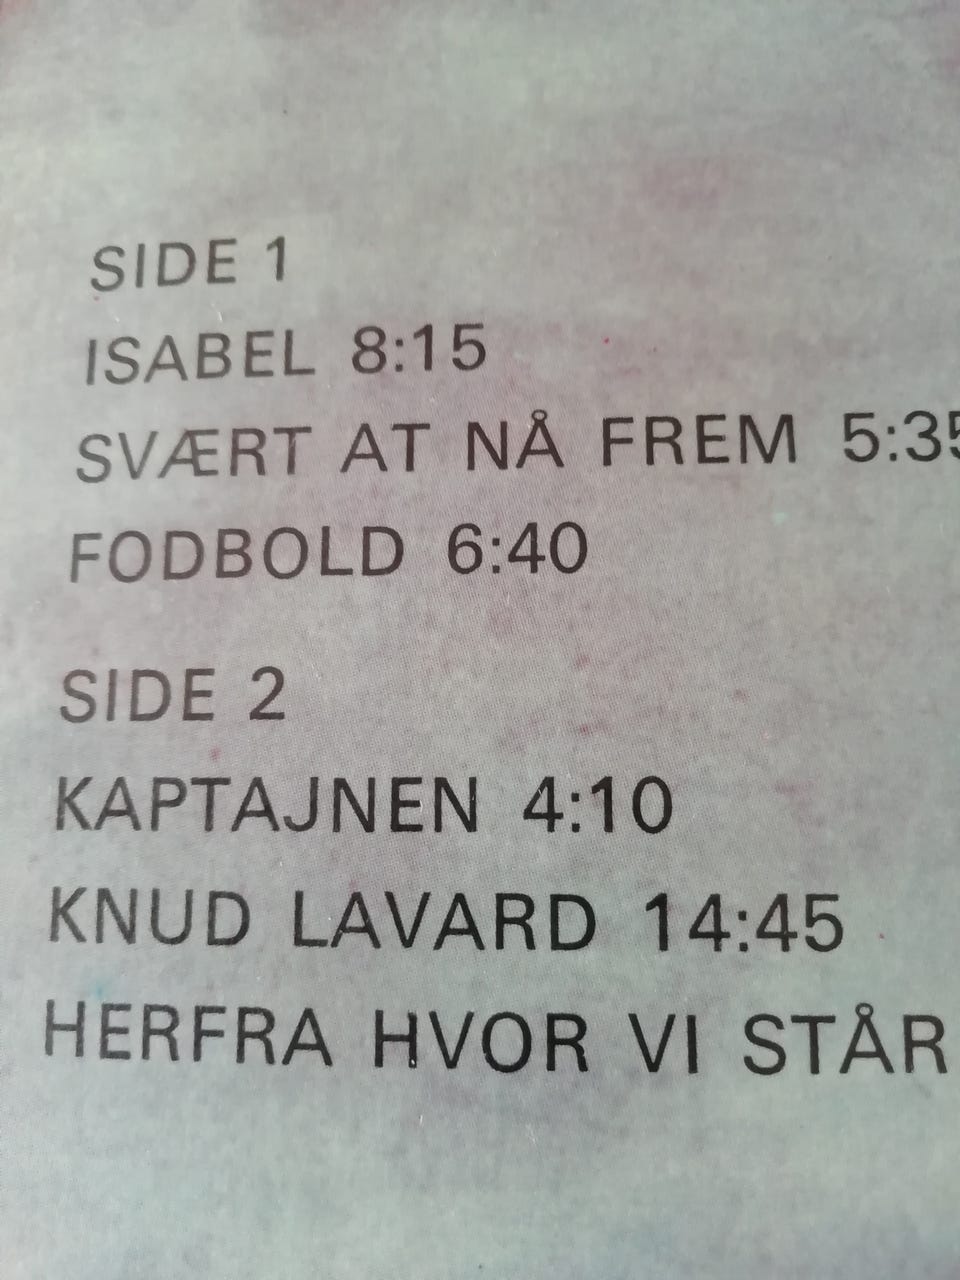 SIDE 1
ISABEL 8:15
SVÆRT AT NÅ FREM 5:35
FODBOLD 6:40
SIDE 2
KAPTAJNEN 4:10
KNUD LAVARD 14:45
HERFRA HVOR VI STÅR